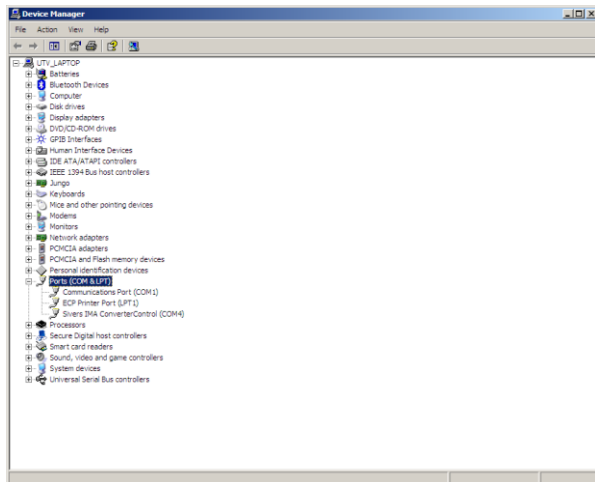 Device Manager
File Action View Help
UTV_LAPTOP
Batteries
Bluetooth Devices
Computer
Disk drives
Display adapters
DVD/CD-ROM drives
GPIB Interfaces
Human Interface Devices
IDE ATA/ATAPI controllers
IEEE 1394 Bus host controllers
Jungo
Keyboards
Mice and other pointing devices
Modems
Monitors
Network adapters
PCMCIA adapters
PCMCIA and Flash memory devices
Personal identification devices
Ports (COM & LPT)
Communications Port (COM1)
ECP Printer Port (LPT1)
Sivers IMA ConverterControl (COM4)
Processors
Secure Digital host controllers
Smart card readers
Sound, video and game controllers
System devices
Universal Serial Bus controllers